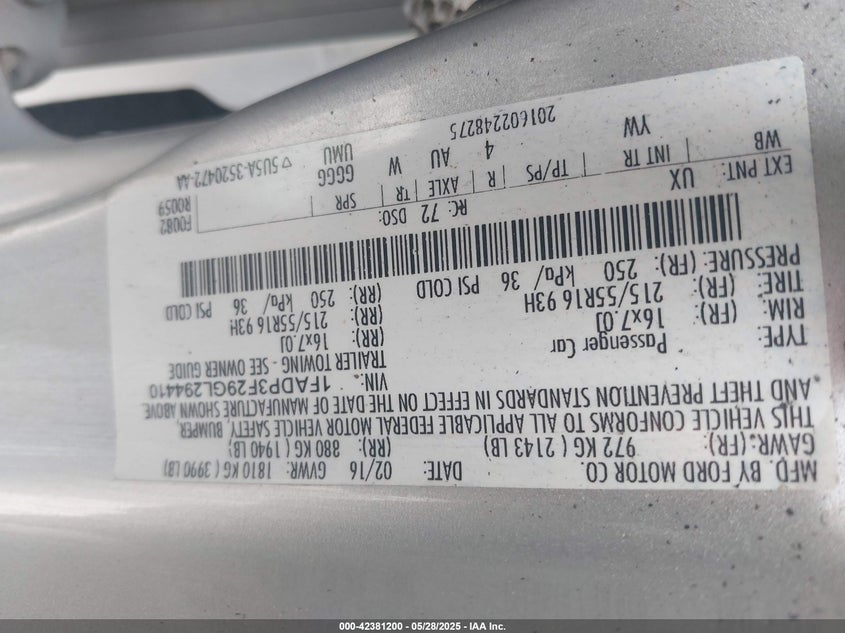 MFD. BY FORD MOTOR CO. DATE: 02/16 GVWR: 1810 KG ( 3990 LB)
GAWR: (FR): 972 KG ( 2143 LB) (RR): 880 KG ( 1940 LB)
THIS VEHICLE CONFORMS TO ALL APPLICABLE FEDERAL MOTOR VEHICLE SAFETY, BUMPER,
AND THEFT PREVENTION STANDARDS IN EFFECT ON THE DATE OF MANUFACTURE SHOWN ABOVE.
VIN: 1FADP3F29GL294410
TYPE: Passenger Car TRAILER TOWING - SEE OWNER GUIDE
RIM: (FR): 16x7.0J (RR): 16x7.0J
TIRE: (FR): 215/55R16 93H (RR): 215/55R16 93H
PRESSURE: (FR): 250 kPa/ 36 PSI COLD (RR): 250 kPa/ 36 PSI COLD
RC: 72 DSO: F0082
R0059
EXT PNT: UX
WB INT TR TP/PS R AXLE TR SPR
YW 4 AU W GGGG
UMU
2016022248275 ▽ 5U5A-3520472-AA
000-42381200 - 05/28/2025 - IAA Inc.